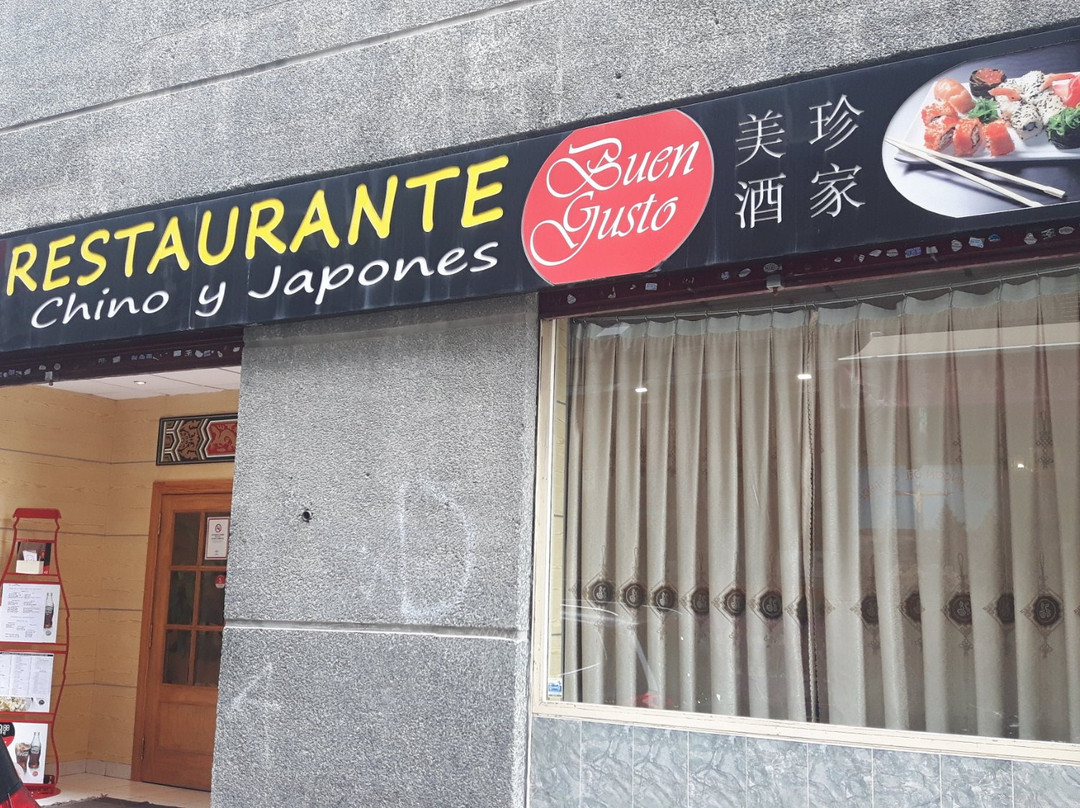 RESTAURANTE
Chino y Japones
Buen
Gusto
美珍
酒家